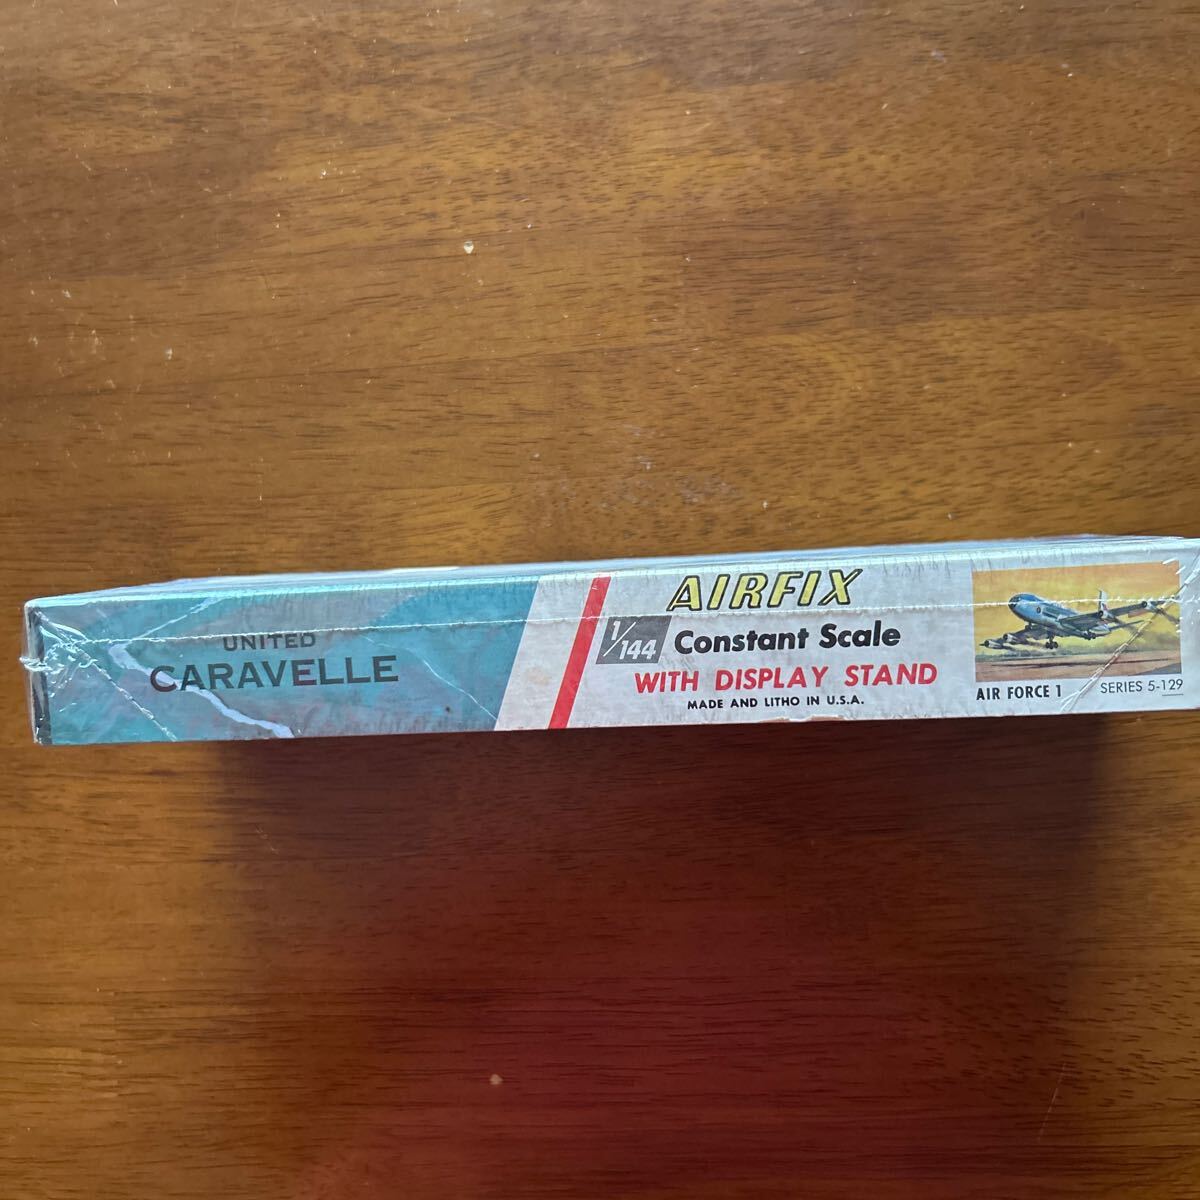 UNITED
CARAVELLE
AIRFIX
1/144 Constant Scale
WITH DISPLAY STAND
MADE AND LITHO IN U.S.A.
AIR FORCE 1
SERIES 5-129